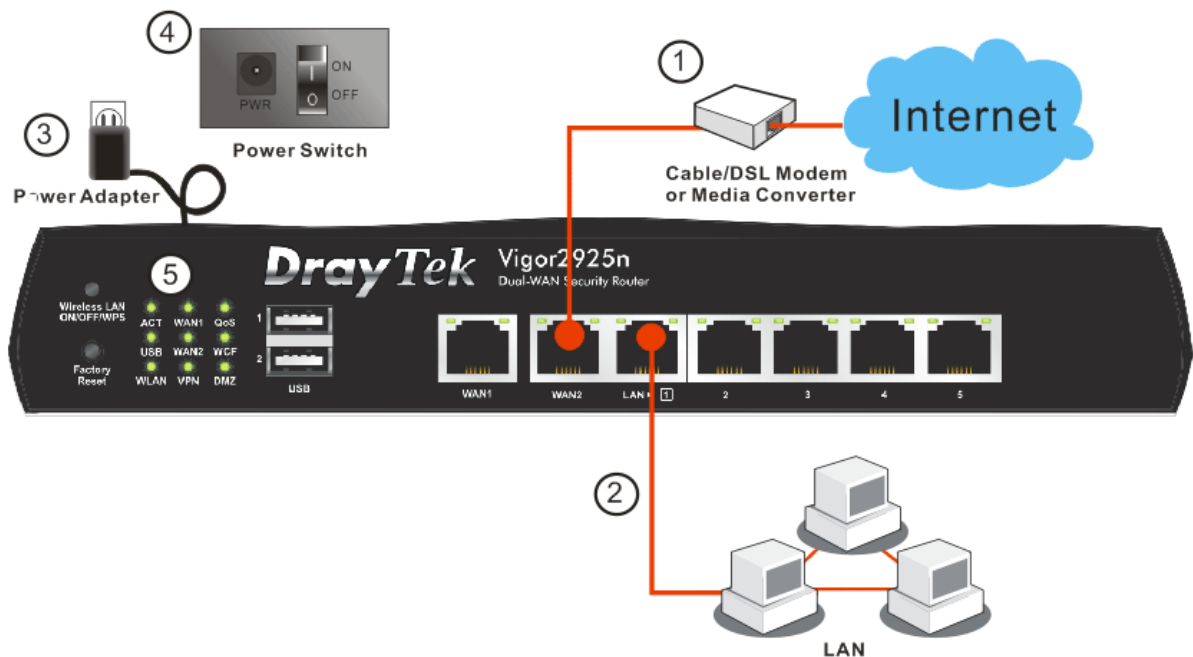 4
ON
OFF
PWR
Power Switch
3
Power Adapter
1
Internet
Cable/DSL Modem
or Media Converter
DrayTek
Vigor2925n
Dual-WAN Security Router
5
Wireless LAN
ON/OFF/WPS
ACT WAN1 QoS
USB WAN2 WCF
WLAN VPN DMZ
Factory
Reset
1
2
USB
WAN1
WAN2
LAN 1
2
3
4
5
2
LAN